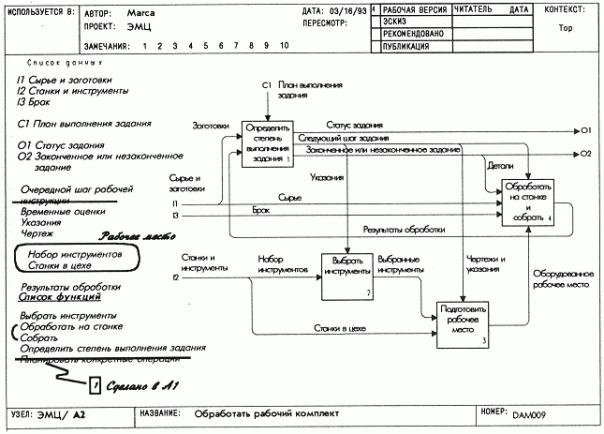 ИСПОЛЬЗУЕТСЯ В:
АВТОР: Marca
ДАТА: 03/16/93
РАБОЧАЯ ВЕРСИЯ
ЧИТАТЕЛЬ
ДАТА
КОНТЕКСТ:
ПРОЕКТ: ЭМЦ
ПЕРЕСМОТР:
ЭСКИЗ
Top
РЕКОМЕНДОВАНО
ЗАМЕЧАНИЯ: 1 2 3 4 5 6 7 8 9 10
ПУБЛИКАЦИЯ
Список данных
I1 Сырье и заготовки
I2 Станки и инструменты
I3 Брак
C1 План выполнения задания
O1 Статус задания
O2 Законченное или незаконченное
задание
Очередной шаг рабочей
инструкции
Временные оценки
Указания
Чертеж
Рабочее место
Набор инструментов
Станки в цехе
Результаты обработки
Список функций
Выбрать инструменты
Обработать на станке
Собрать
Определить степень выполнения задания
Планировать конкретные операции
1 Сделано в A1
C1
План выполнения
задания
Заготовки
Определить
степень
выполнения
задания 1
Статус задания
O1
Следующий шаг задания
Законченное или незаконченное задание
O2
Указания
Детали
Сырье и
заготовки
I1
Сырье
I3
Брак
Обработать
на станке
и
собрать 4
Результаты обработки
Станки и
инструменты
I2
Набор
инструментов
Выбрать
инструменты
2
Выбранные
инструменты
Чертежи и
указания
Оборудованное
рабочее место
Станки в цехе
Подготовить
рабочее
место
3
УЗЕЛ: ЭМЦ/ A2
НАЗВАНИЕ: Обработать рабочий комплект
НОМЕР: DAM009